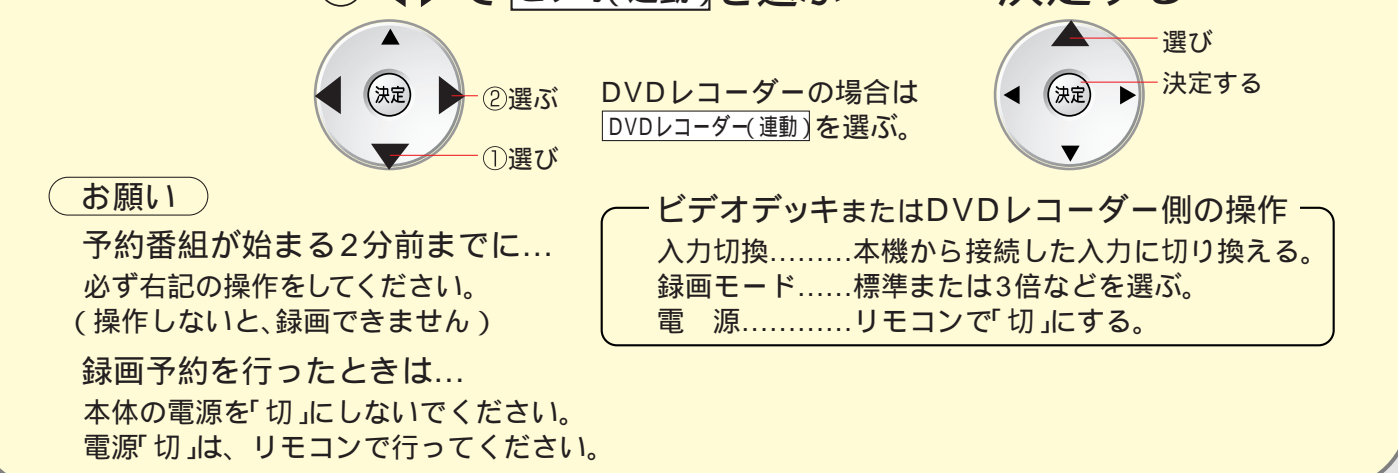 で
を選ぶ
決定する
決定
②選ぶ
①選び
DVDレコーダーの場合は
DVDレコーダー(連動)を選ぶ。
決定
選び
決定する
お願い
予約番組が始まる2分前までに…
必ず右記の操作をしてください。
(操作しないと、録画できません)
録画予約を行ったときは…
本体の電源を「切」にしないでください。
電源「切」は、リモコンで行ってください。
ビデオデッキまたはDVDレコーダー側の操作
入力切換………本機から接続した入力に切り換える。
録画モード……標準または3倍などを選ぶ。
電　源…………リモコンで「切」にする。